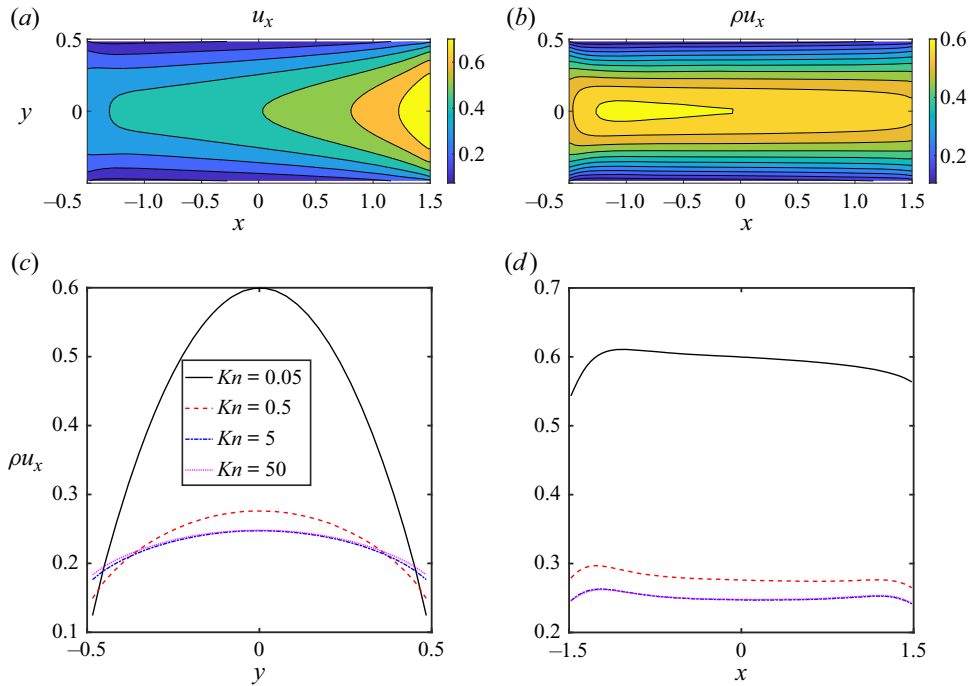 (a) u_x (b) ρu_x
0.5 0.6 0.5 0.6
y 0 0.4 0 0.4
0.2 0.2
–0.5 –1.0 –0.5 0 0.5 1.0 1.5 –0.5 –1.0 –0.5 0 0.5 1.0 1.5
x x
(c) (d)
0.6 0.7
0.5 0.6
Kn = 0.05
Kn = 0.5
Kn = 5
Kn = 50
0.4 0.5
ρu_x
0.3 0.4
0.2 0.3
0.1 0.2
–0.5 0 0.5 –1.5 0 1.5
y x